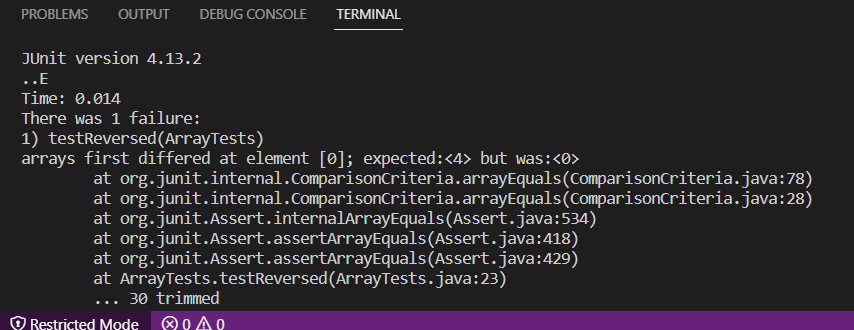 PROBLEMS OUTPUT DEBUG CONSOLE TERMINAL
JUnit version 4.13.2
..E
Time: 0.014
There was 1 failure:
1) testReversed(ArrayTests)
arrays first differed at element [0]; expected:<4> but was:<0>
at org.junit.internal.ComparisonCriteria.arrayEquals(ComparisonCriteria.java:78)
at org.junit.internal.ComparisonCriteria.arrayEquals(ComparisonCriteria.java:28)
at org.junit.Assert.internalArrayEquals(Assert.java:534)
at org.junit.Assert.assertArrayEquals(Assert.java:418)
at org.junit.Assert.assertArrayEquals(Assert.java:429)
at ArrayTests.testReversed(ArrayTests.java:23)
... 30 trimmed
Restricted Mode 0 0